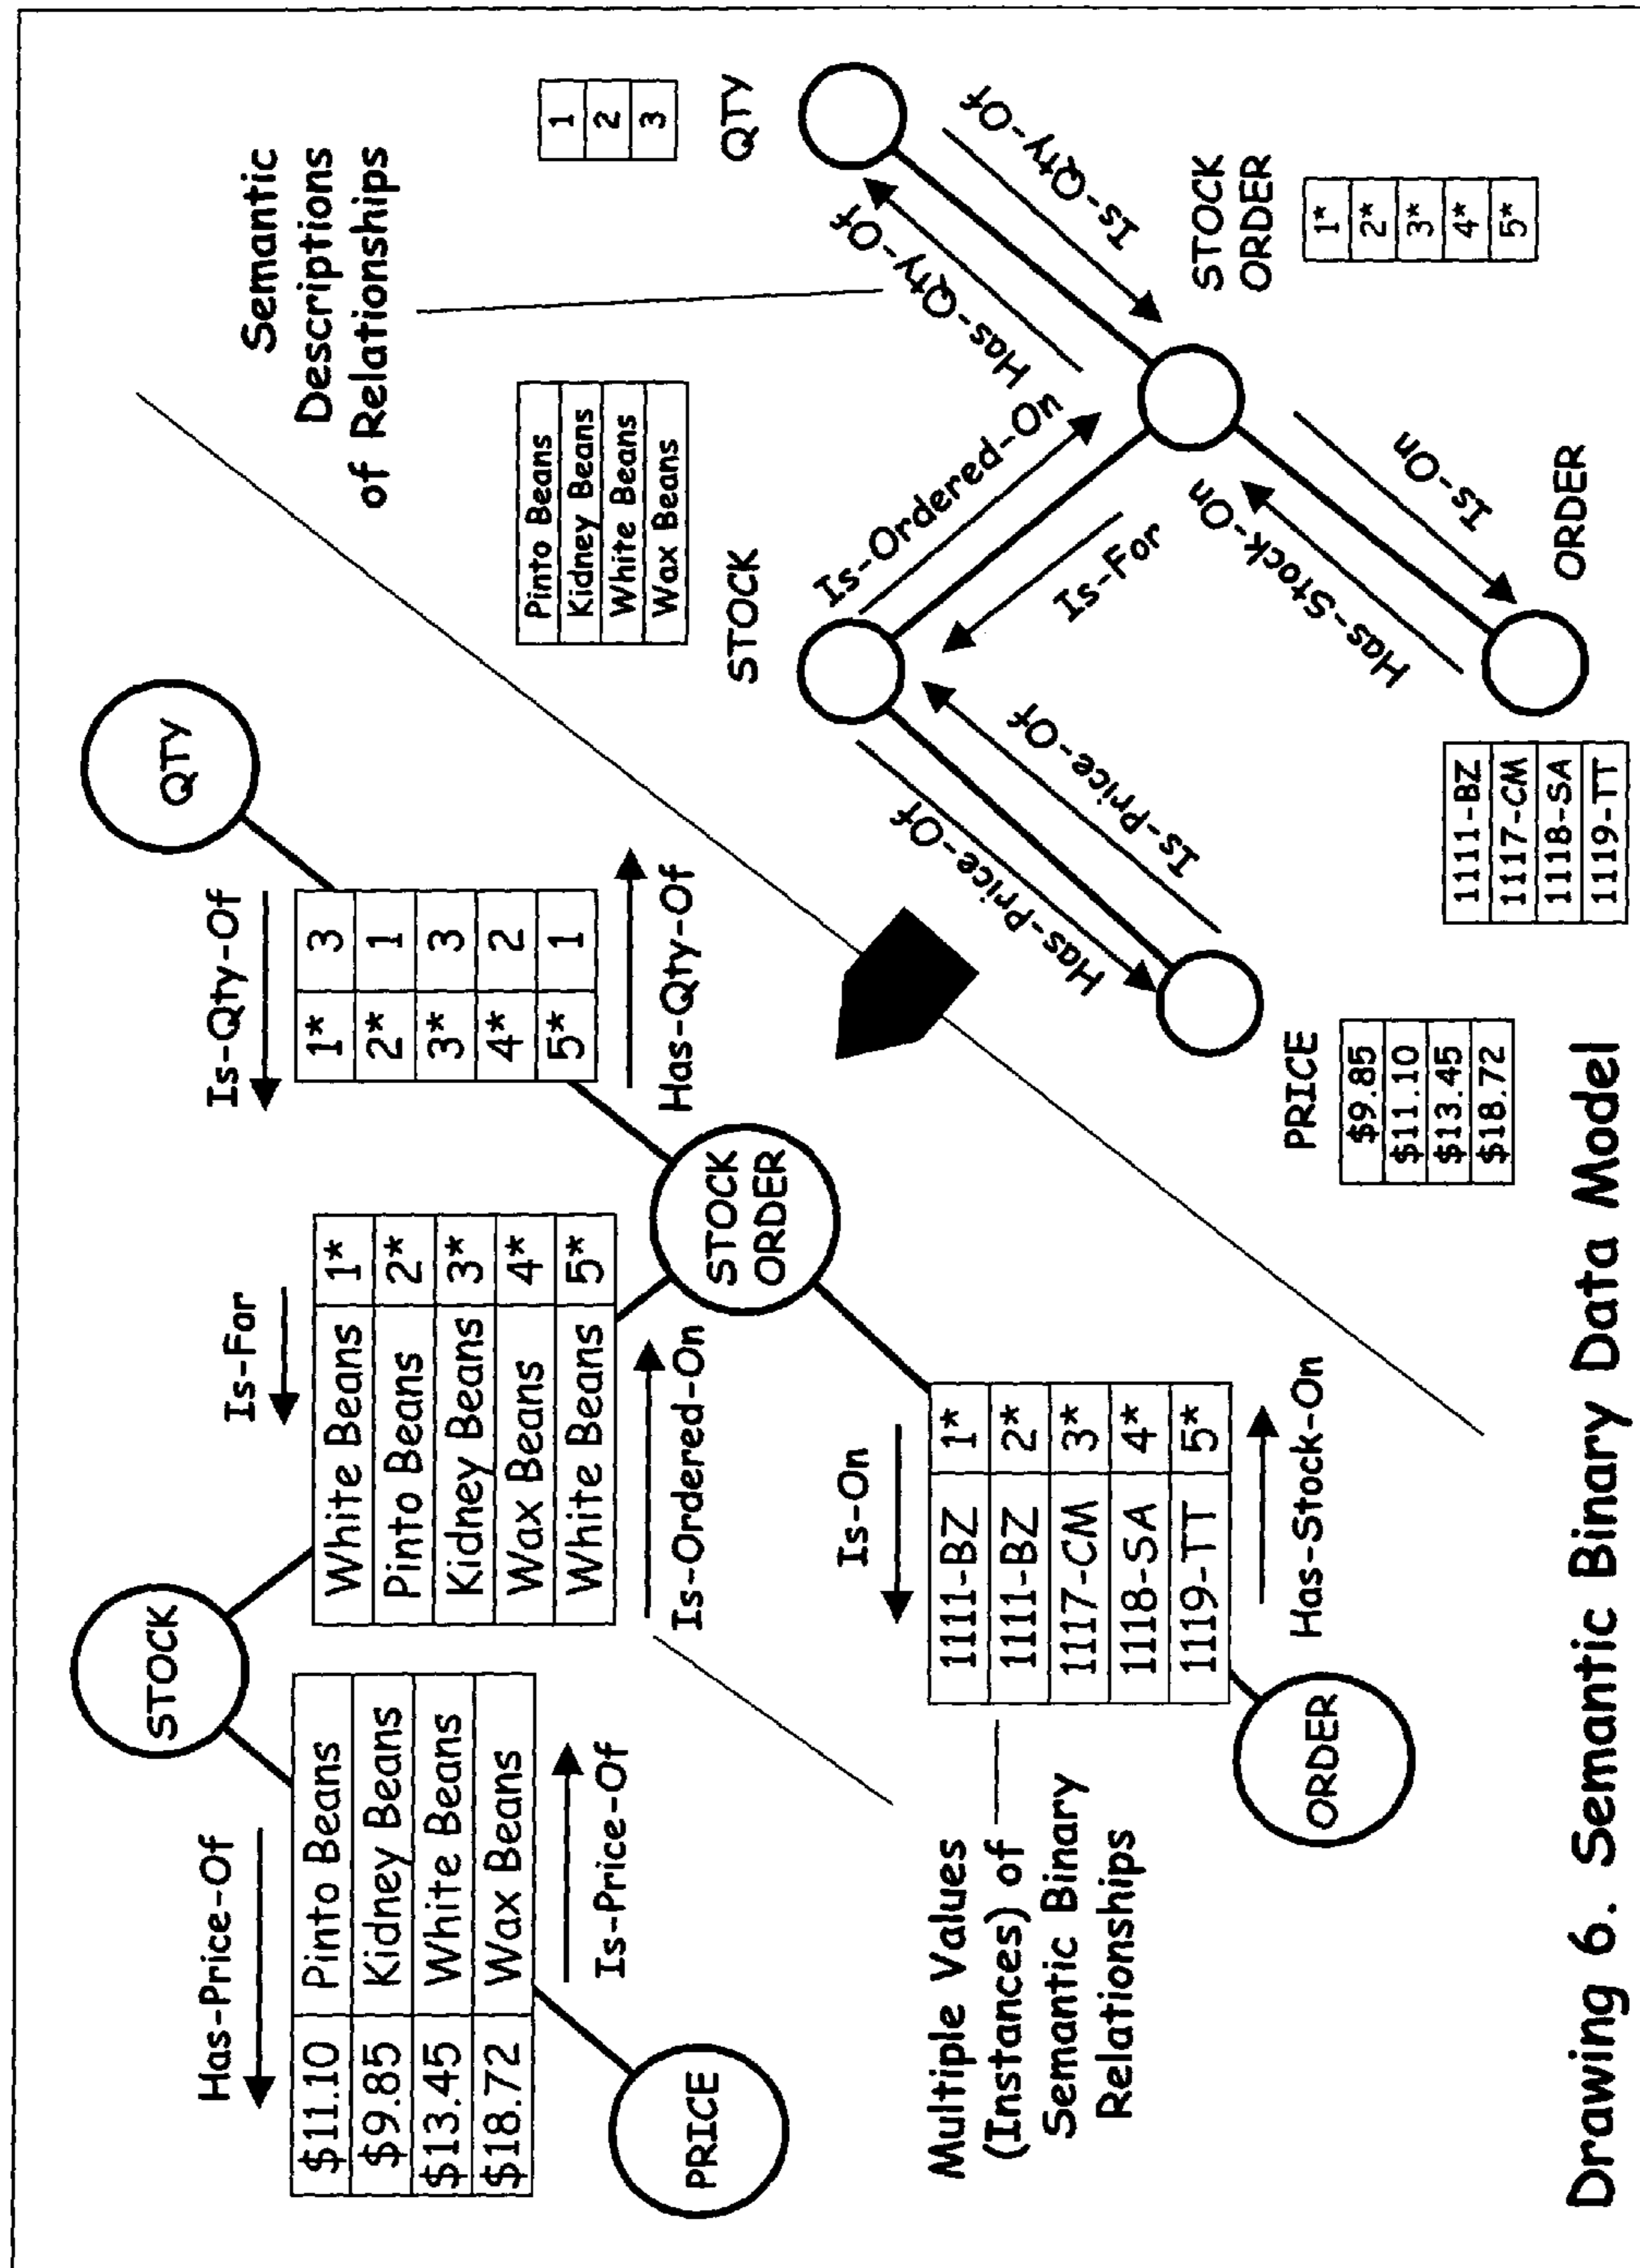 Has-Price-Of
$11.10 Pinto Beans
$9.85 Kidney Beans
$13.45 White Beans
$18.72 Wax Beans
Is-Price-Of
PRICE
STOCK
Is-For
White Beans 1*
Pinto Beans 2*
Kidney Beans 3*
Wax Beans 4*
White Beans 5*
Is-Ordered-On
STOCK
ORDER
Is-Qty-Of
1* 3
2* 1
3* 3
4* 2
5* 1
Has-Qty-Of
QTY
Is-On
1111-BZ 1*
1111-BZ 2*
1117-CM 3*
1118-SA 4*
1119-TT 5*
Has-Stock-On
ORDER
Multiple Values
(Instances) of
Semantic Binary
Relationships
Semantic
Descriptions
of Relationships
Pinto Beans
Kidney Beans
White Beans
Wax Beans
STOCK
1
2
3
QTY
Has-Price-Of
Is-Price-Of
Is-Ordered-On
Is-For
Has-Qty-Of
Is-Qty-Of
STOCK
ORDER
1*
2*
3*
4*
5*
PRICE
$9.85
$11.10
$13.45
$18.72
Has-Stock-On
Is-On
ORDER
1111-BZ
1117-CM
1118-SA
1119-TT
Drawing 6. Semantic Binary Data Model